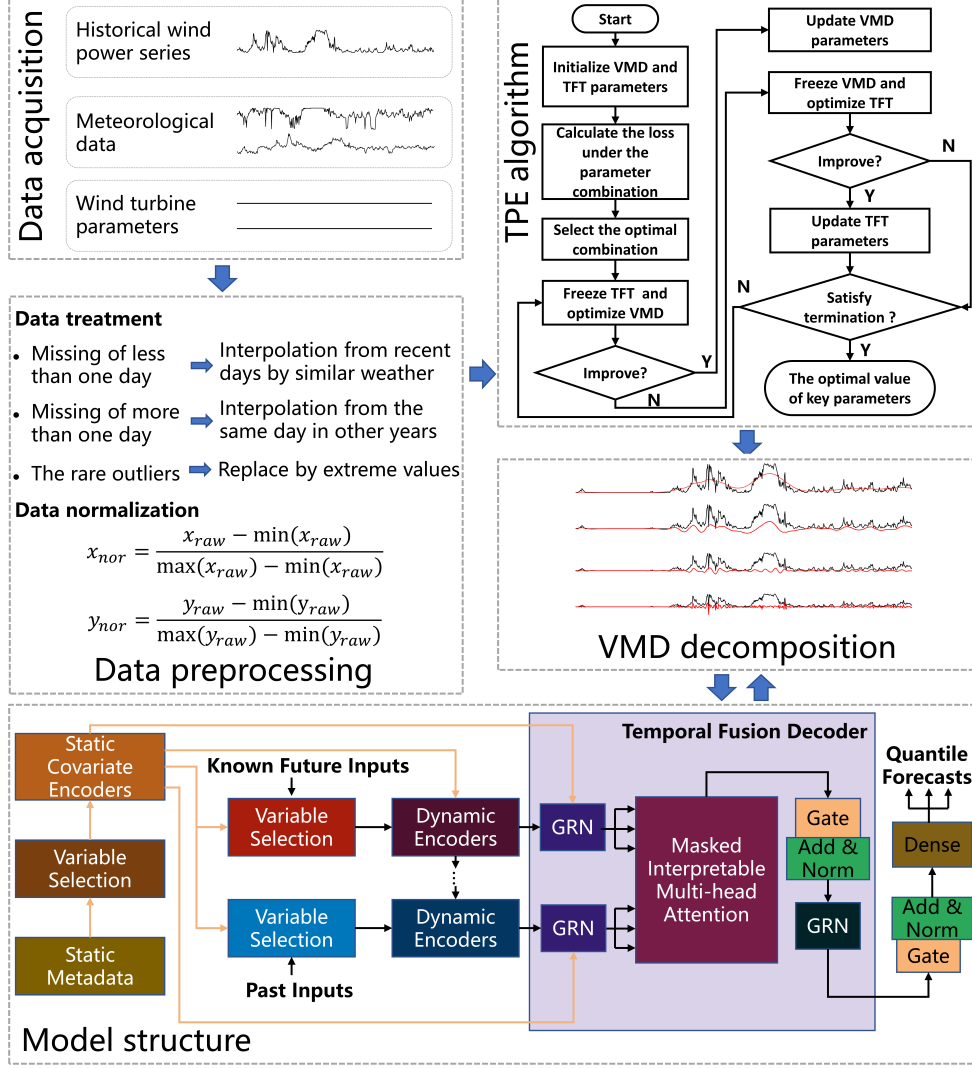 Data acquisition
Historical wind
power series
Meteorological
data
Wind turbine
parameters
Data treatment
• Missing of less
than one day
Interpolation from recent
days by similar weather
• Missing of more
than one day
Interpolation from the
same day in other years
• The rare outliers
Replace by extreme values
Data normalization
x_nor = (x_raw − min(x_raw)) / (max(x_raw) − min(x_raw))
y_nor = (y_raw − min(y_raw)) / (max(y_raw) − min(y_raw))
Data preprocessing
TPE algorithm
Start
Initialize VMD and
TFT parameters
Calculate the loss
under the
parameter
combination
Select the optimal
combination
Freeze TFT and
optimize VMD
Improve?
Y
N
Update VMD
parameters
Freeze VMD and
optimize TFT
Improve?
N
Y
Update TFT
parameters
Satisfy
termination ?
N
Y
The optimal value
of key parameters
VMD decomposition
Static
Covariate
Encoders
Variable
Selection
Static
Metadata
Known Future Inputs
Variable
Selection
Dynamic
Encoders
Variable
Selection
Dynamic
Encoders
Past Inputs
Temporal Fusion Decoder
GRN
GRN
Masked
Interpretable
Multi-head
Attention
Gate
Add &
Norm
GRN
Quantile
Forecasts
Dense
Add &
Norm
Gate
Model structure